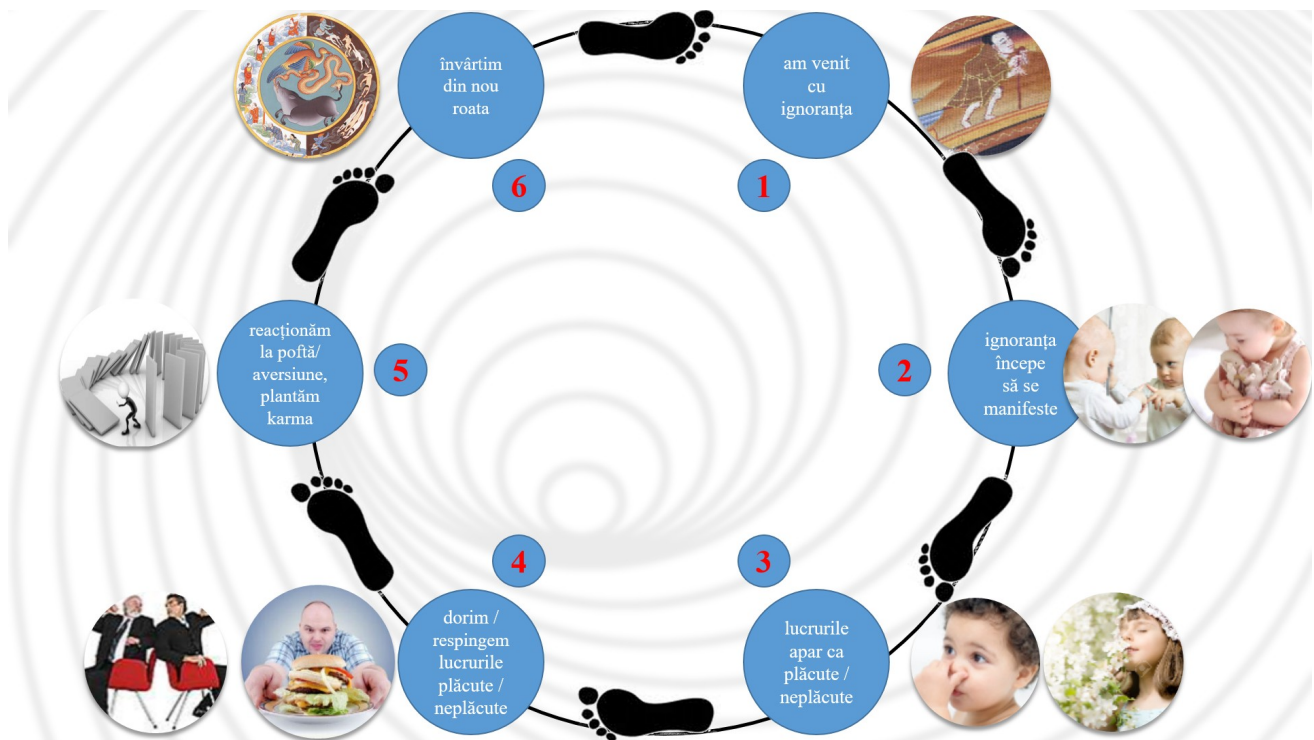 am venit
cu
ignoranța
1
ignoranța
începe
să se
manifeste
2
lucrurile
apar ca
plăcute /
neplăcute
3
dorim /
respingem
lucrurile
plăcute /
neplăcute
4
reacționăm
la poftă/
aversiune,
plantăm
karma
5
învârtim
din nou
roata
6